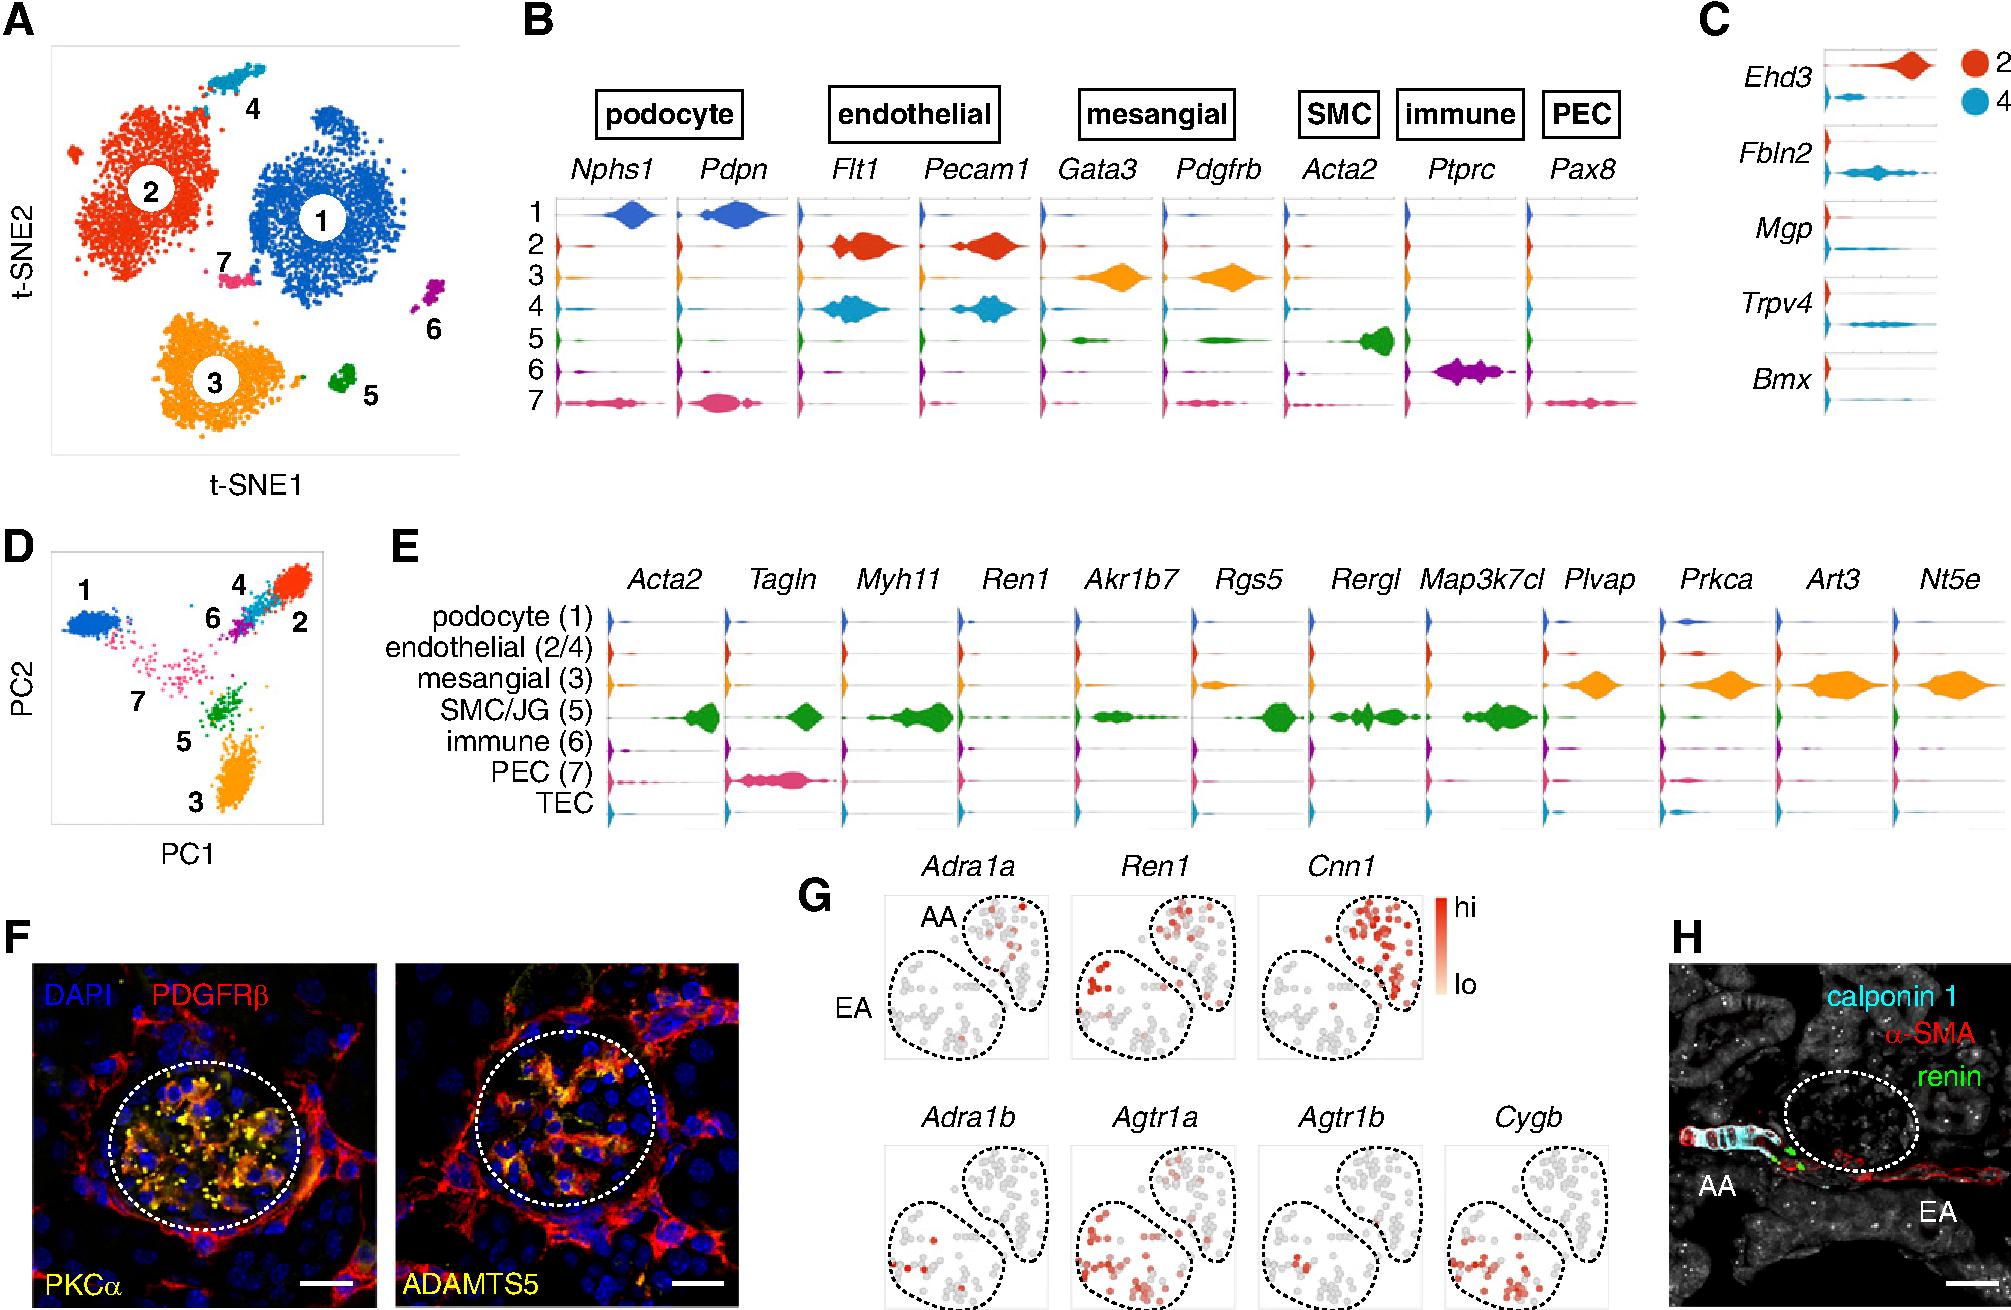 A
4
2
1
7
6
3
5
t-SNE2
t-SNE1
B
podocyte endothelial mesangial SMC immune PEC
Nphs1 Pdpn Flt1 Pecam1 Gata3 Pdgfrb Acta2 Ptprc Pax8
1
2
3
4
5
6
7
C
Ehd3
Fbln2
Mgp
Trpv4
Bmx
2
4
D
1
4
6
2
7
5
3
PC2
PC1
E
Acta2 Tagln Myh11 Ren1 Akr1b7 Rgs5 Rergl Map3k7cl Plvap Prkca Art3 Nt5e
podocyte (1)
endothelial (2/4)
mesangial (3)
SMC/JG (5)
immune (6)
PEC (7)
TEC
F
DAPI PDGFRβ
PKCα
ADAMTS5
G
Adra1a Ren1 Cnn1
AA
EA
hi
lo
Adra1b Agtr1a Agtr1b Cygb
H
calponin 1
α-SMA
renin
AA
EA